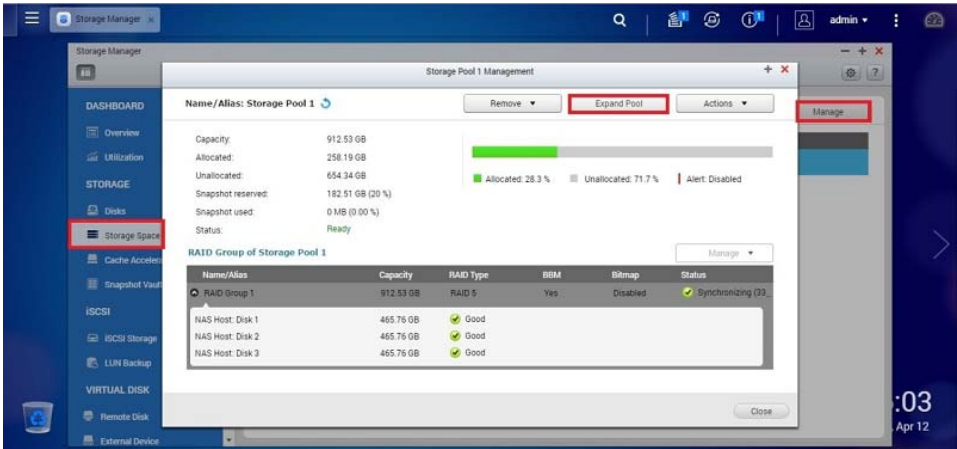 Storage Manager
admin
Storage Manager
Storage Pool 1 Management
Name/Alias: Storage Pool 1
Remove
Expand Pool
Actions
Manage
DASHBOARD
Overview
Utilization
STORAGE
Disks
Storage Space
Cache Accelera
Snapshot Vault
iSCSI
iSCSI Storage
LUN Backup
VIRTUAL DISK
Remote Disk
External Device
Capacity: 912.53 GB
Allocated: 258.19 GB
Unallocated: 654.34 GB
Snapshot reserved: 182.51 GB (20 %)
Snapshot used: 0 MB (0.00 %)
Status: Ready
Allocated: 28.3 % Unallocated: 71.7 % Alert: Disabled
RAID Group of Storage Pool 1
Manage
Name/Alias Capacity RAID Type BBM Bitmap Status
RAID Group 1 912.53 GB RAID 5 Yes Disabled Synchronizing (33_
NAS Host: Disk 1 465.76 GB Good
NAS Host: Disk 2 465.76 GB Good
NAS Host: Disk 3 465.76 GB Good
Close
:03
Apr 12